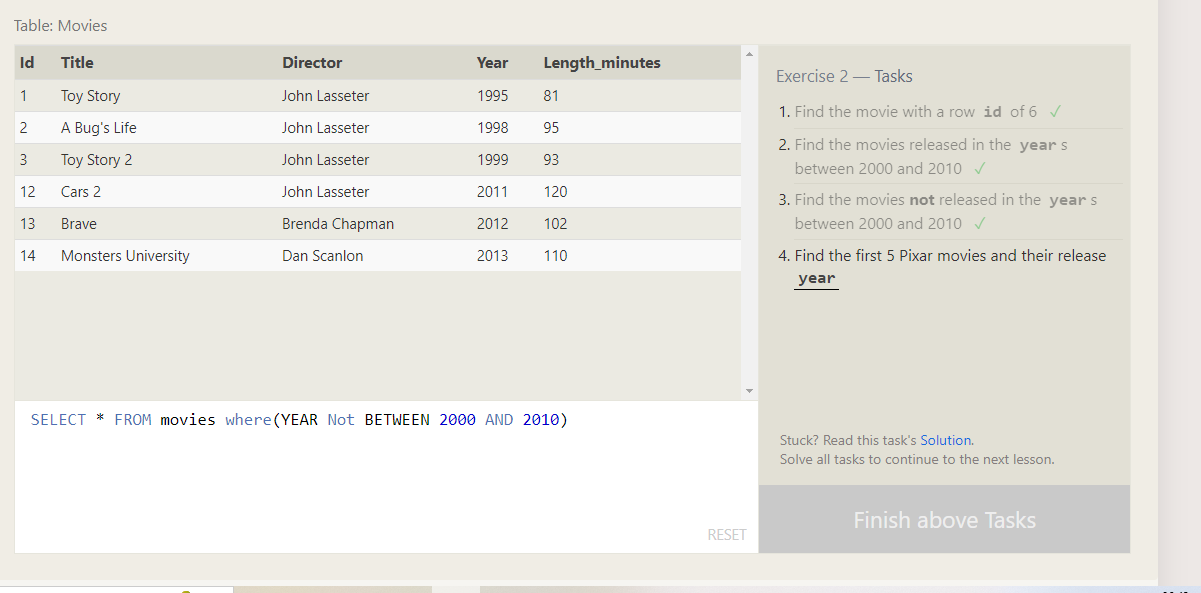 Table: Movies
Id Title Director Year Length_minutes
1 Toy Story John Lasseter 1995 81
2 A Bug's Life John Lasseter 1998 95
3 Toy Story 2 John Lasseter 1999 93
12 Cars 2 John Lasseter 2011 120
13 Brave Brenda Chapman 2012 102
14 Monsters University Dan Scanlon 2013 110
SELECT * FROM movies where(YEAR Not BETWEEN 2000 AND 2010)
RESET
Exercise 2 — Tasks
1. Find the movie with a row id of 6 ✓
2. Find the movies released in the year s
between 2000 and 2010 ✓
3. Find the movies not released in the year s
between 2000 and 2010 ✓
4. Find the first 5 Pixar movies and their release
year
Stuck? Read this task's Solution.
Solve all tasks to continue to the next lesson.
Finish above Tasks